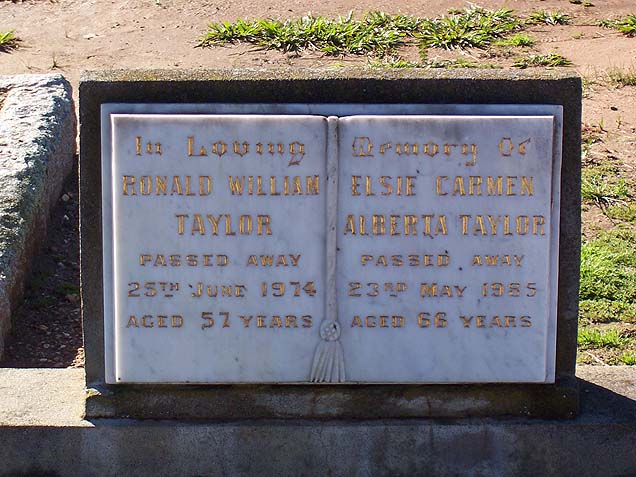 In Loving Memory Of
RONALD WILLIAM
TAYLOR
PASSED AWAY
25TH JUNE 1974
AGED 57 YEARS
ELSIE CARMEN
ALBERTA TAYLOR
PASSED AWAY
23RD MAY 1985
AGED 66 YEARS